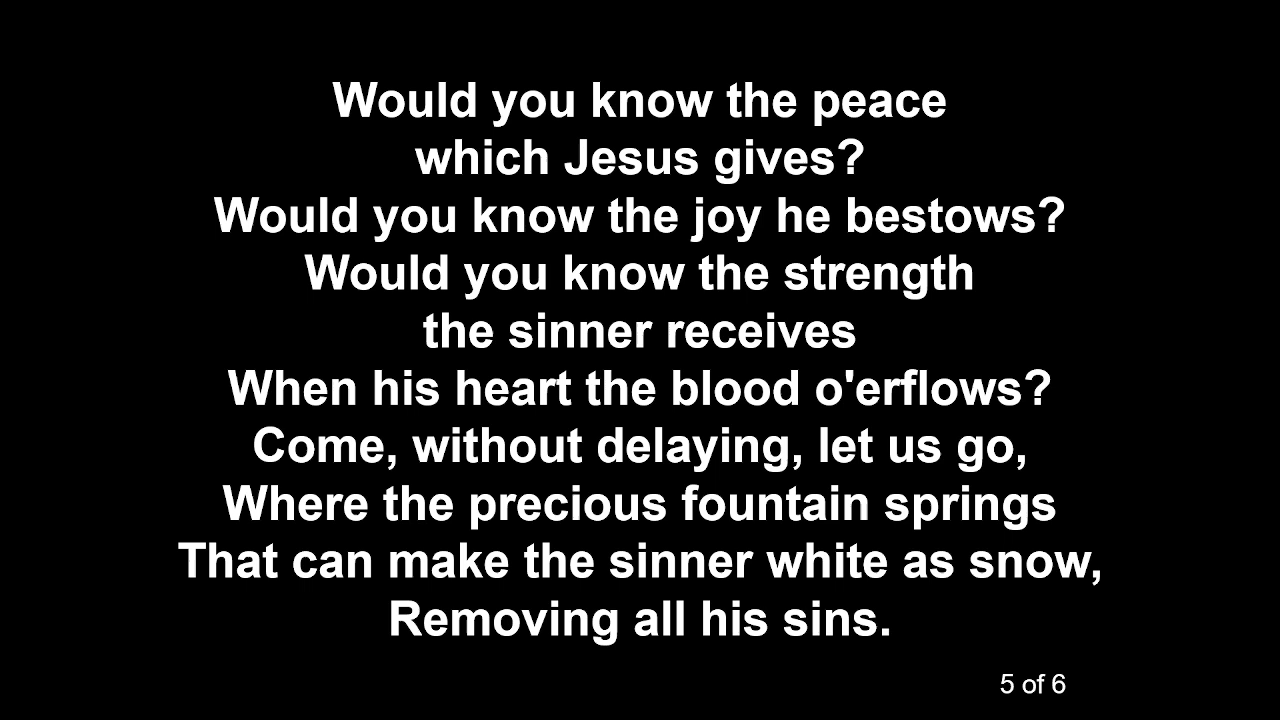 Would you know the peace
which Jesus gives?
Would you know the joy he bestows?
Would you know the strength
the sinner receives
When his heart the blood o'erflows?
Come, without delaying, let us go,
Where the precious fountain springs
That can make the sinner white as snow,
Removing all his sins.
5 of 6